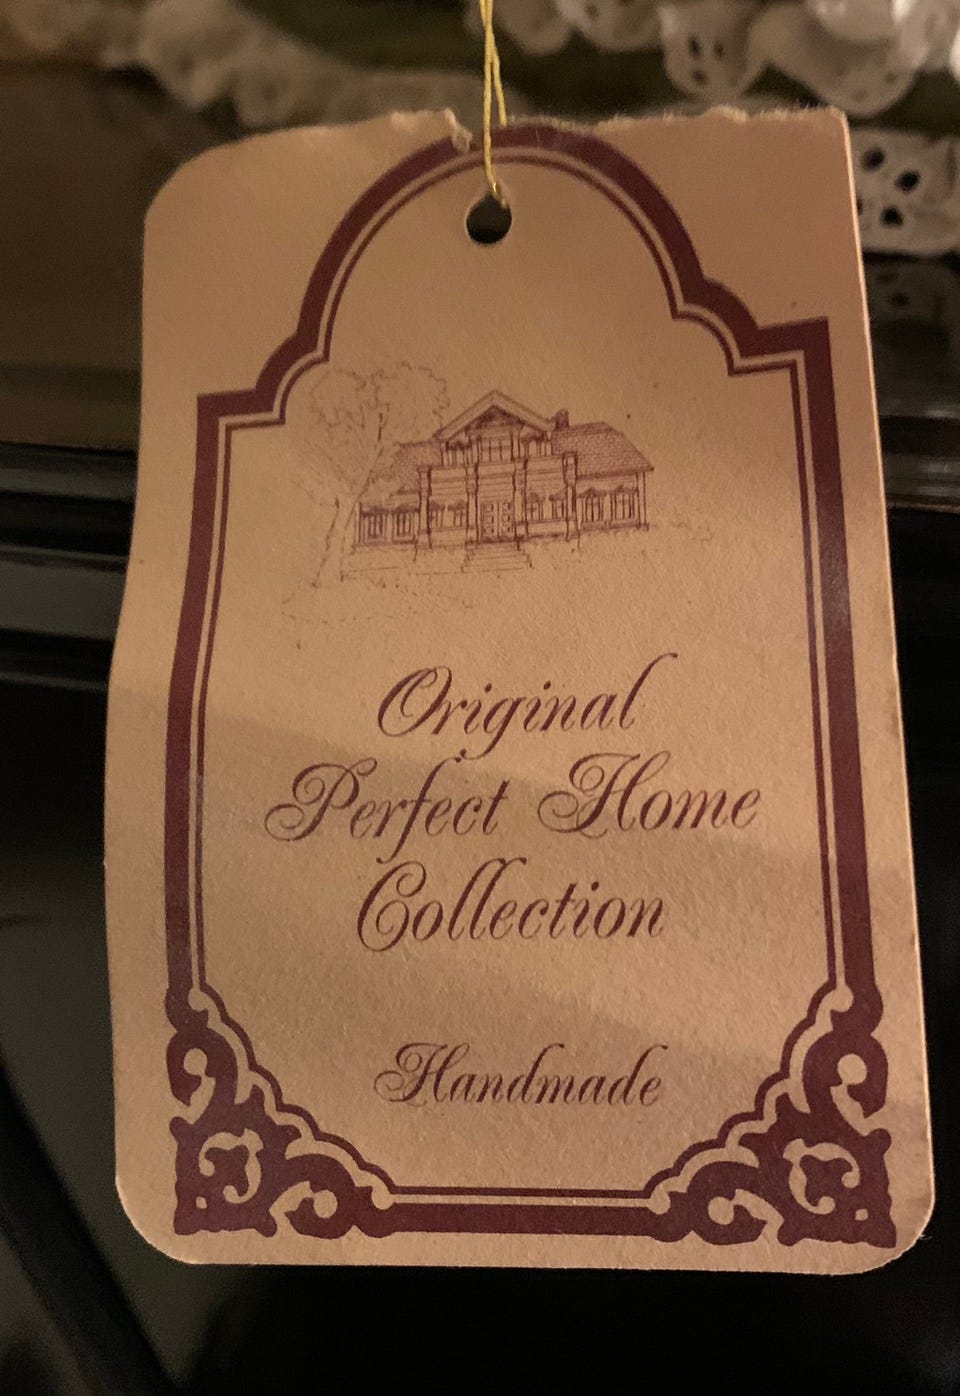 Original
Perfect Home
Collection
Handmade